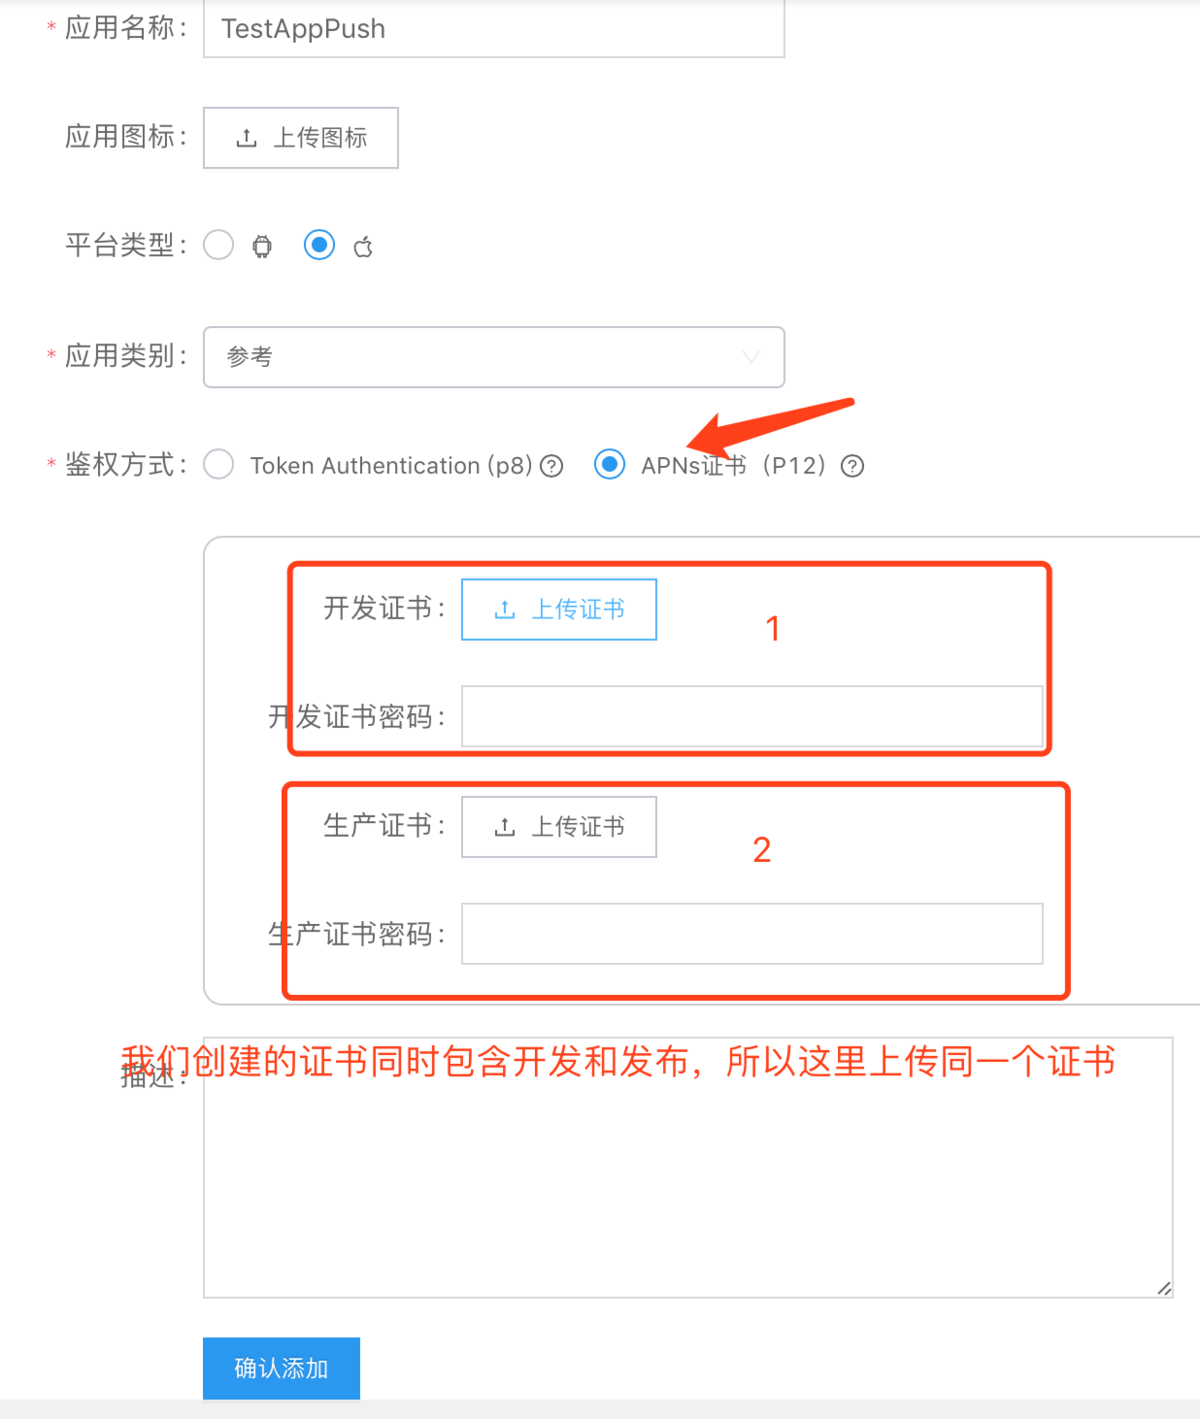 * 应用名称: TestAppPush
应用图标: 上传图标
平台类型:
* 应用类别: 参考
* 鉴权方式: Token Authentication (p8) ? APNs证书（P12） ?
开发证书: 上传证书 1
开发证书密码:
生产证书: 上传证书 2
生产证书密码:
我们创建的证书同时包含开发和发布，所以这里上传同一个证书
描述:
确认添加